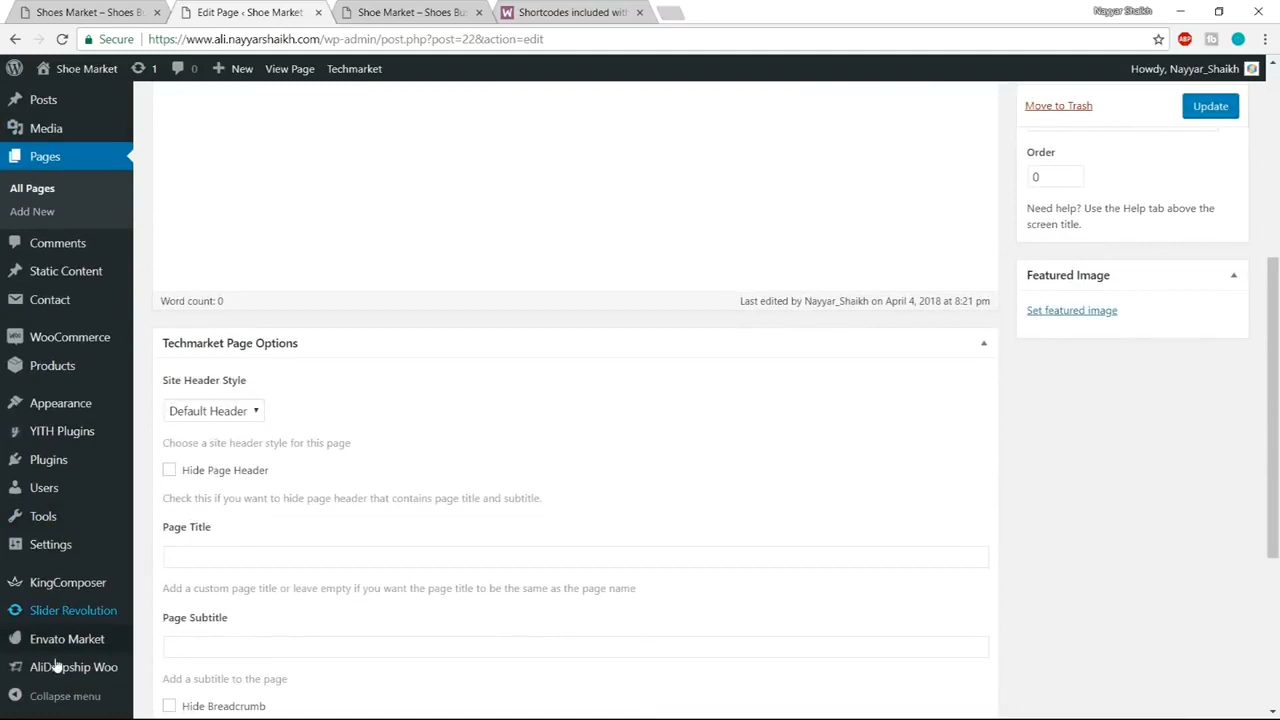 Shoes Market – Shoes Bu
Edit Page ‹ Shoe Market
Shoe Market – Shoes Bu
Shortcodes included with
Nayyar Shaikh
Secure
https://www.ali.nayyarshaikh.com/wp-admin/post.php?post=22&action=edit
ABP
Shoe Market
1
0
New
View Page
Techmarket
Howdy, Nayyar_Shaikh
Posts
Media
Pages
All Pages
Add New
Comments
Static Content
Contact
WooCommerce
Products
Appearance
YITH Plugins
Plugins
Users
Tools
Settings
KingComposer
Slider Revolution
Envato Market
AliDropship Woo
Collapse menu
Word count: 0
Last edited by Nayyar_Shaikh on April 4, 2018 at 8:21 pm
Techmarket Page Options
Site Header Style
Default Header
Choose a site header style for this page
Hide Page Header
Check this if you want to hide page header that contains page title and subtitle.
Page Title
Add a custom page title or leave empty if you want the page title to be the same as the page name
Page Subtitle
Add a subtitle to the page
Hide Breadcrumb
Move to Trash
Update
Order
0
Need help? Use the Help tab above the
screen title.
Featured Image
Set featured image